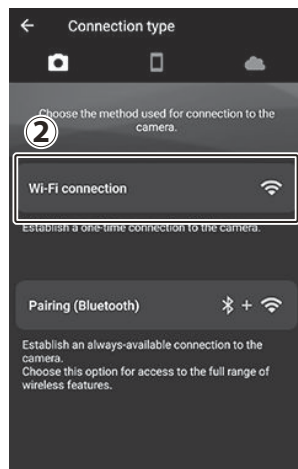 Connection type
Choose the method used for connection to the
camera.
2
Wi-Fi connection
Establish a one-time connection to the camera.
Pairing (Bluetooth)
+
Establish an always-available connection to the
camera.
Choose this option for access to the full range of
wireless features.